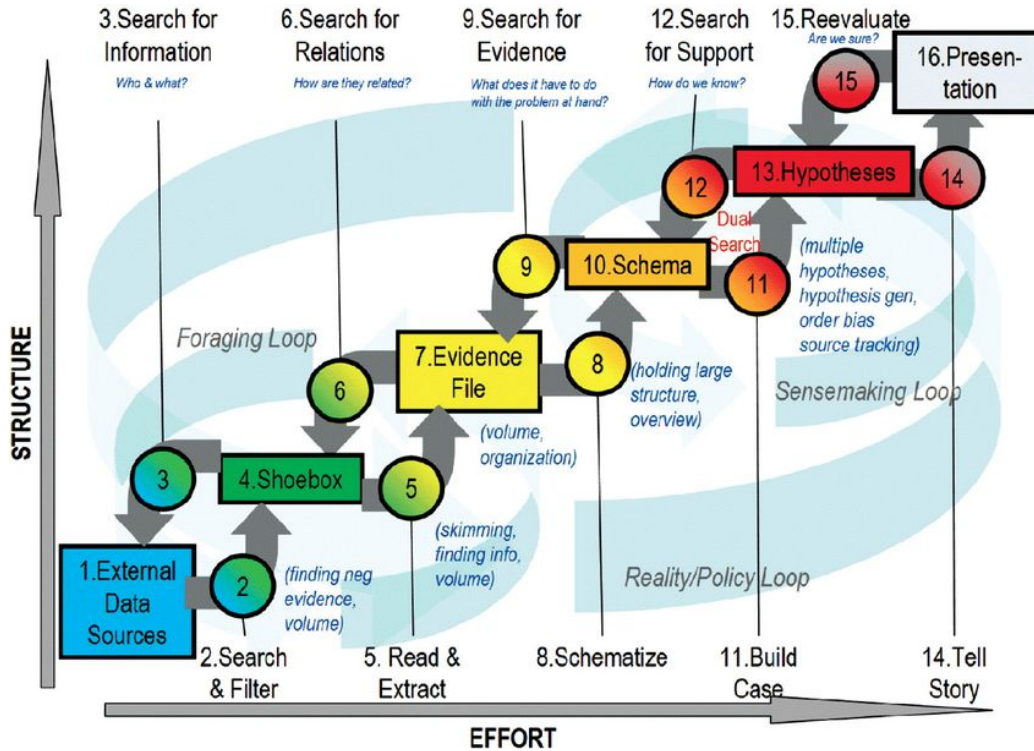 3.Search for
Information
Who & what?
6.Search for
Relations
How are they related?
9.Search for
Evidence
What does it have to do
with the problem at hand?
12.Search
for Support
How do we know?
15.Reevaluate
Are we sure?
15
16.Presen-
tation
12
13.Hypotheses
14
Dual
Search
9
10.Schema
11
(multiple
hypotheses,
hypothesis gen,
order bias
source tracking)
Foraging Loop
6
7.Evidence
File
8
(holding large
structure,
overview)
Sensemaking Loop
STRUCTURE
(volume,
organization)
3
4.Shoebox
5
(skimming,
finding info,
volume)
1.External
Data
Sources
2
(finding neg
evidence,
volume)
Reality/Policy Loop
2.Search
& Filter
5. Read &
Extract
8.Schematize
11.Build
Case
14.Tell
Story
EFFORT